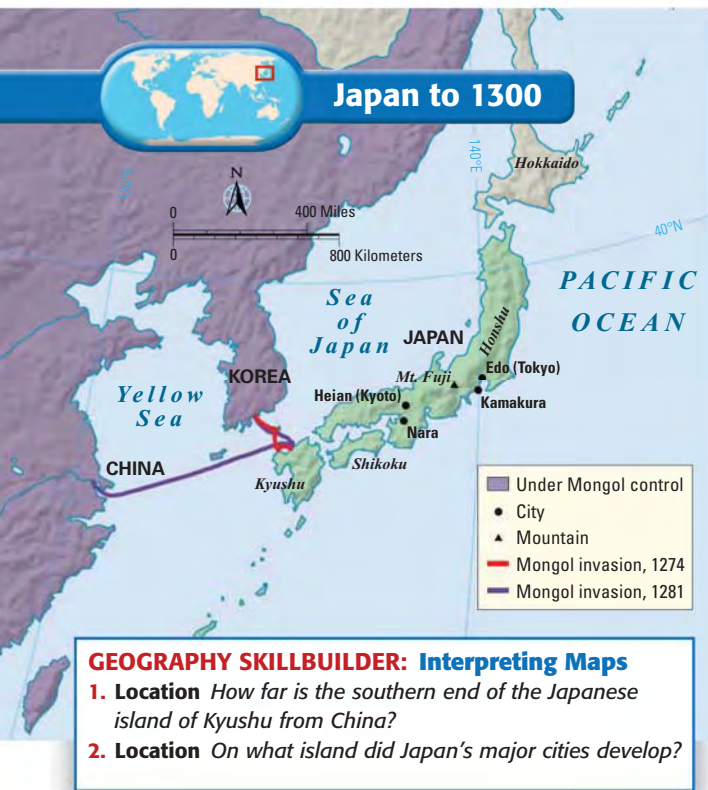 Japan to 1300
140°E
Hokkaido
N
0 400 Miles
0 800 Kilometers
40°N
PACIFIC
OCEAN
Sea
of
Japan
JAPAN
Honshu
Edo (Tokyo)
Mt. Fuji
KOREA
Heian (Kyoto)
Kamakura
Yellow
Sea
Nara
CHINA
Shikoku
Kyushu
Under Mongol control
City
Mountain
Mongol invasion, 1274
Mongol invasion, 1281
GEOGRAPHY SKILLBUILDER: Interpreting Maps
1. Location How far is the southern end of the Japanese
island of Kyushu from China?
2. Location On what island did Japan's major cities develop?